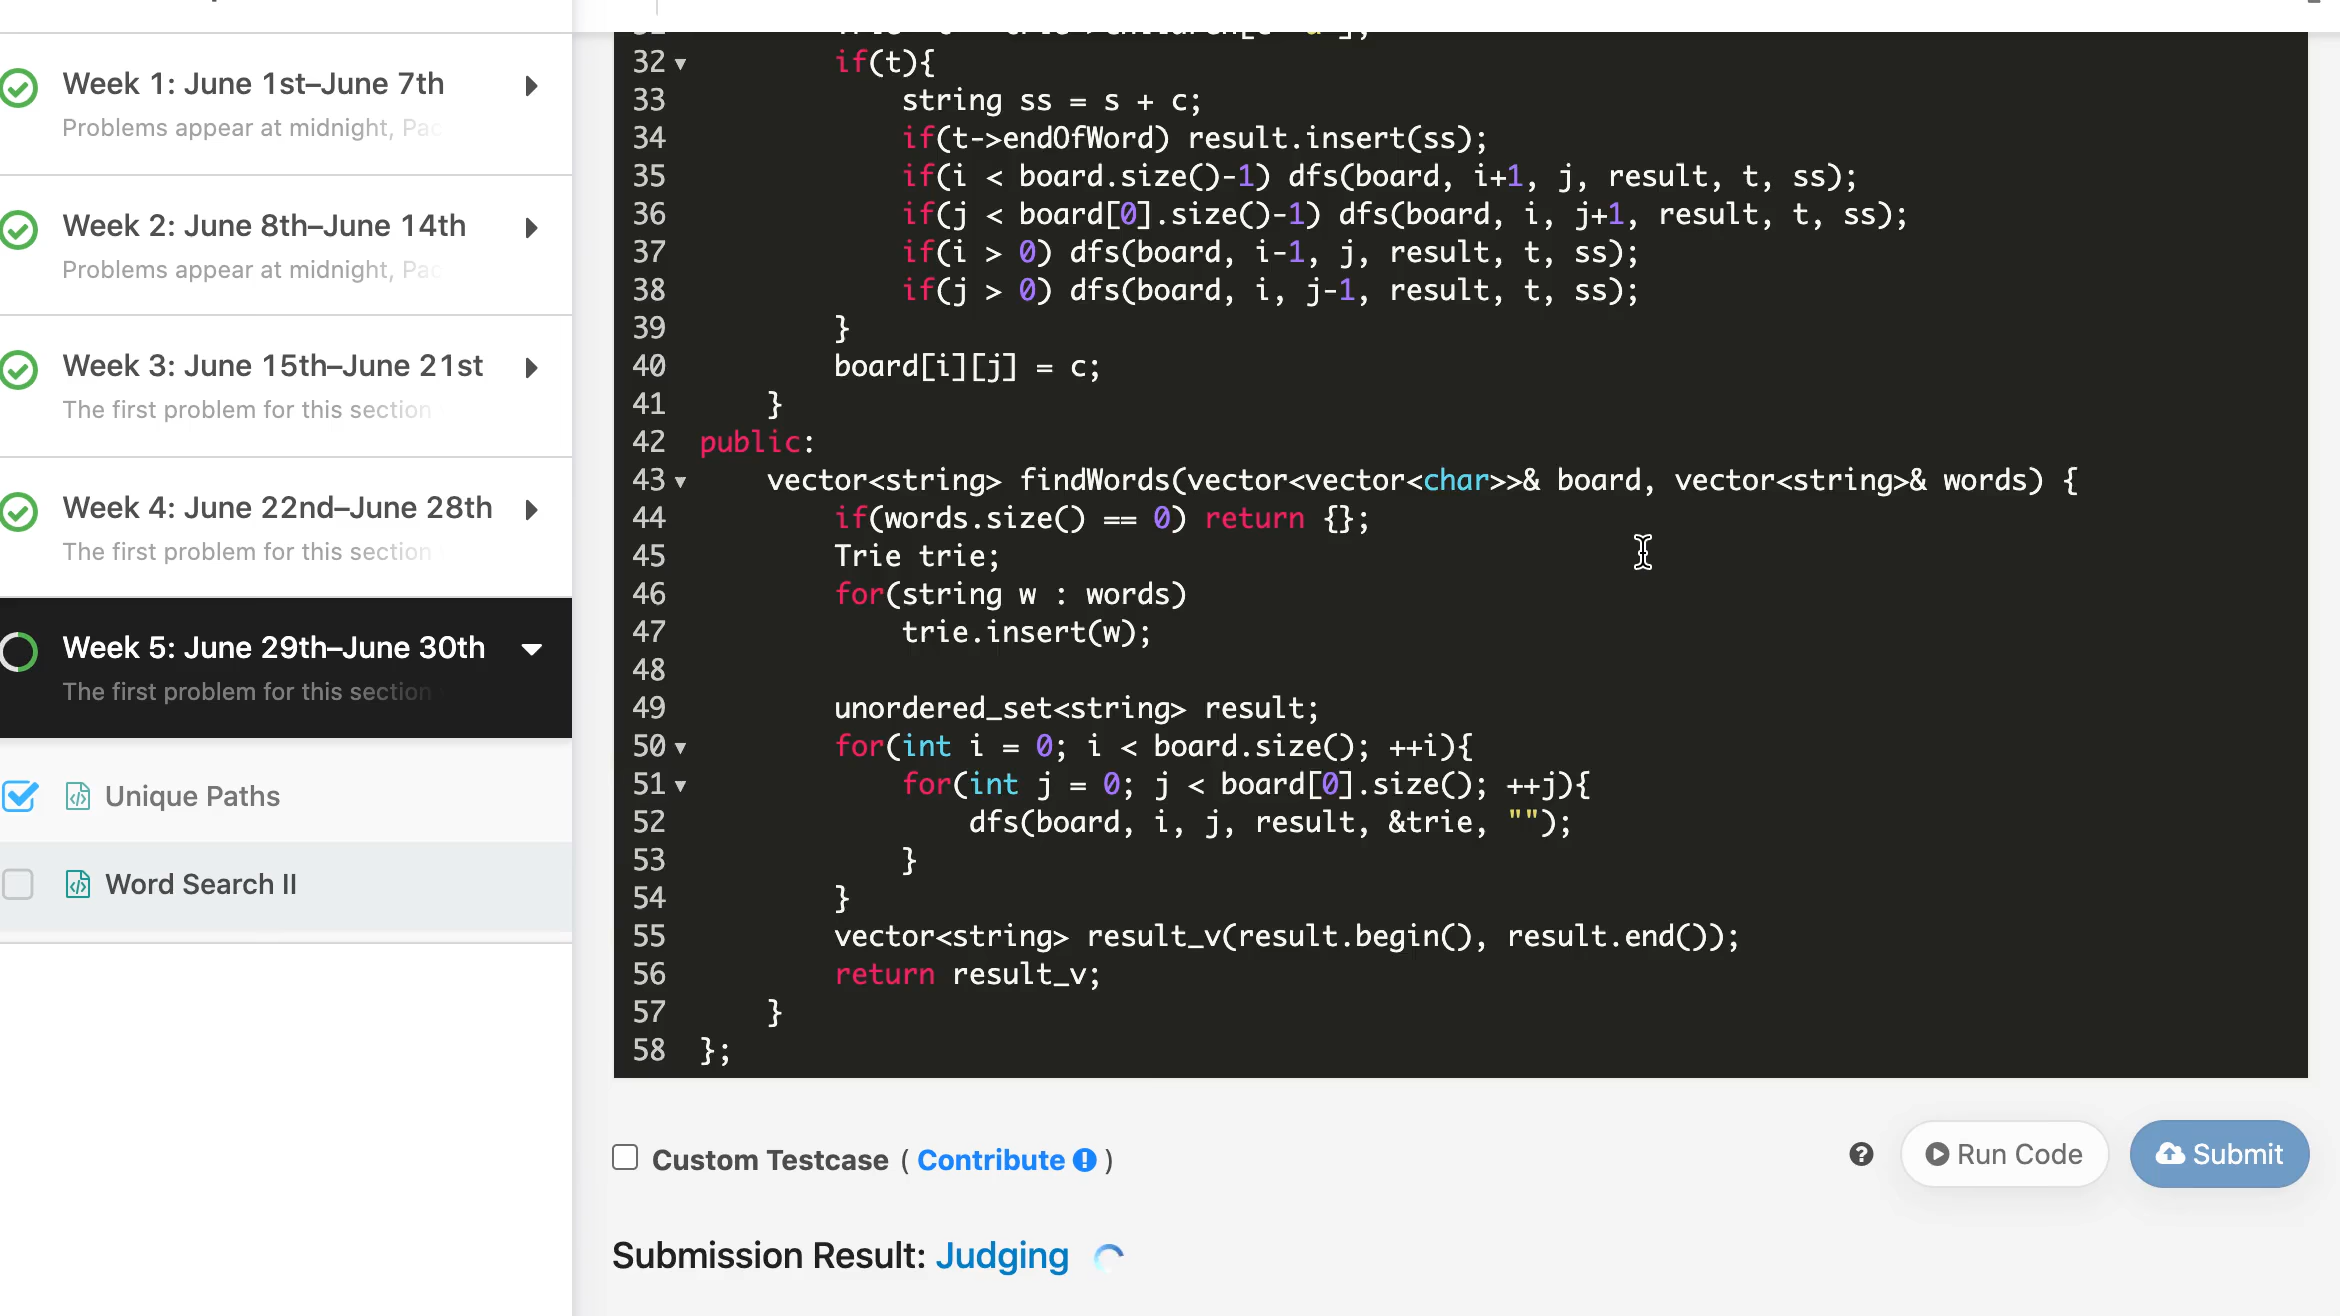 Week 1: June 1st–June 7th
Problems appear at midnight, Pac
Week 2: June 8th–June 14th
Problems appear at midnight, Pac
Week 3: June 15th–June 21st
The first problem for this section
Week 4: June 22nd–June 28th
The first problem for this section
Week 5: June 29th–June 30th
The first problem for this section
Unique Paths
Word Search II
32 if(t){
33 string ss = s + c;
34 if(t->endOfWord) result.insert(ss);
35 if(i < board.size()-1) dfs(board, i+1, j, result, t, ss);
36 if(j < board[0].size()-1) dfs(board, i, j+1, result, t, ss);
37 if(i > 0) dfs(board, i-1, j, result, t, ss);
38 if(j > 0) dfs(board, i, j-1, result, t, ss);
39 }
40 board[i][j] = c;
41 }
42 public:
43 vector<string> findWords(vector<vector<char>>& board, vector<string>& words) {
44 if(words.size() == 0) return {};
45 Trie trie;
46 for(string w : words)
47 trie.insert(w);
48
49 unordered_set<string> result;
50 for(int i = 0; i < board.size(); ++i){
51 for(int j = 0; j < board[0].size(); ++j){
52 dfs(board, i, j, result, &trie, "");
53 }
54 }
55 vector<string> result_v(result.begin(), result.end());
56 return result_v;
57 }
58 };
Custom Testcase ( Contribute )
Run Code
Submit
Submission Result: Judging